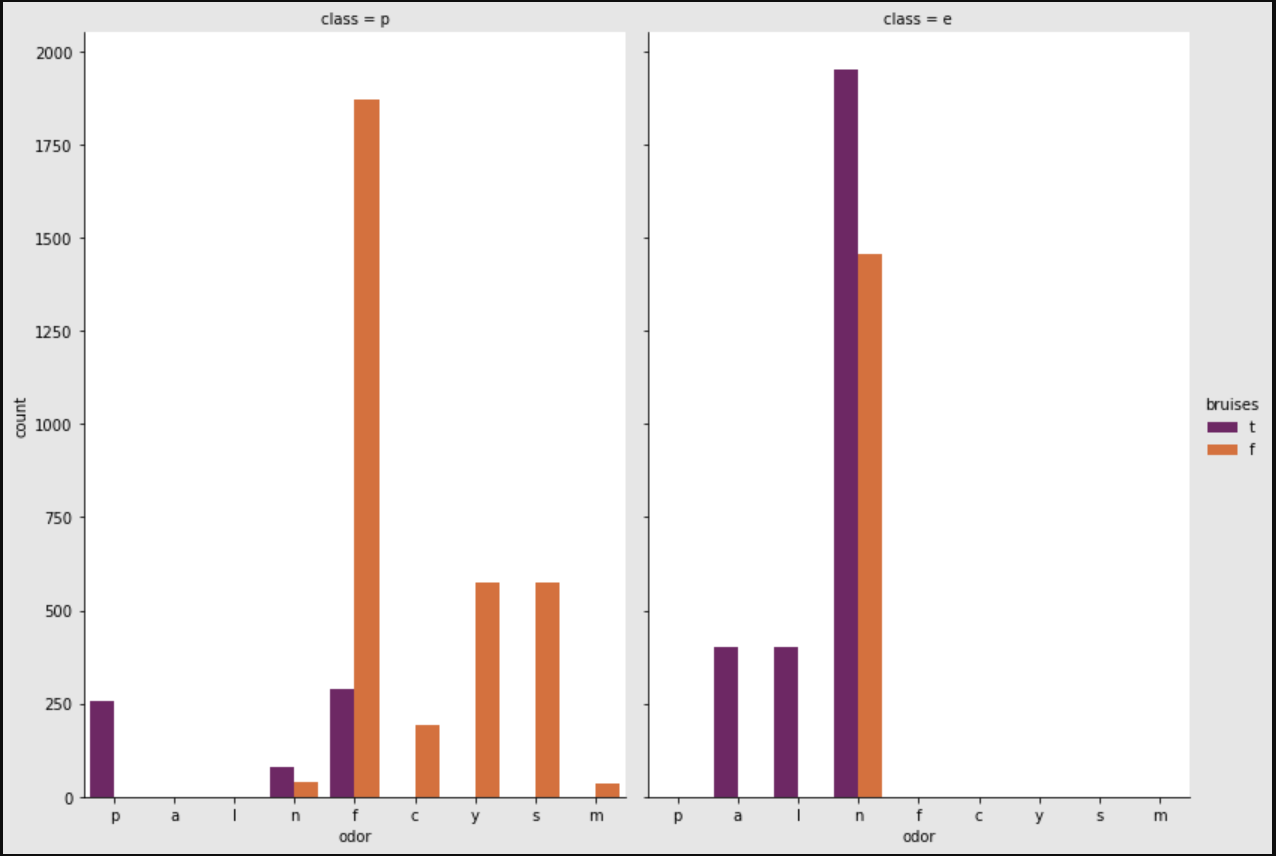 class = p
class = e
2000
1750
1500
1250
1000
750
500
250
0
count
p a l n f c y s m
odor
p a l n f c y s m
odor
bruises
t
f